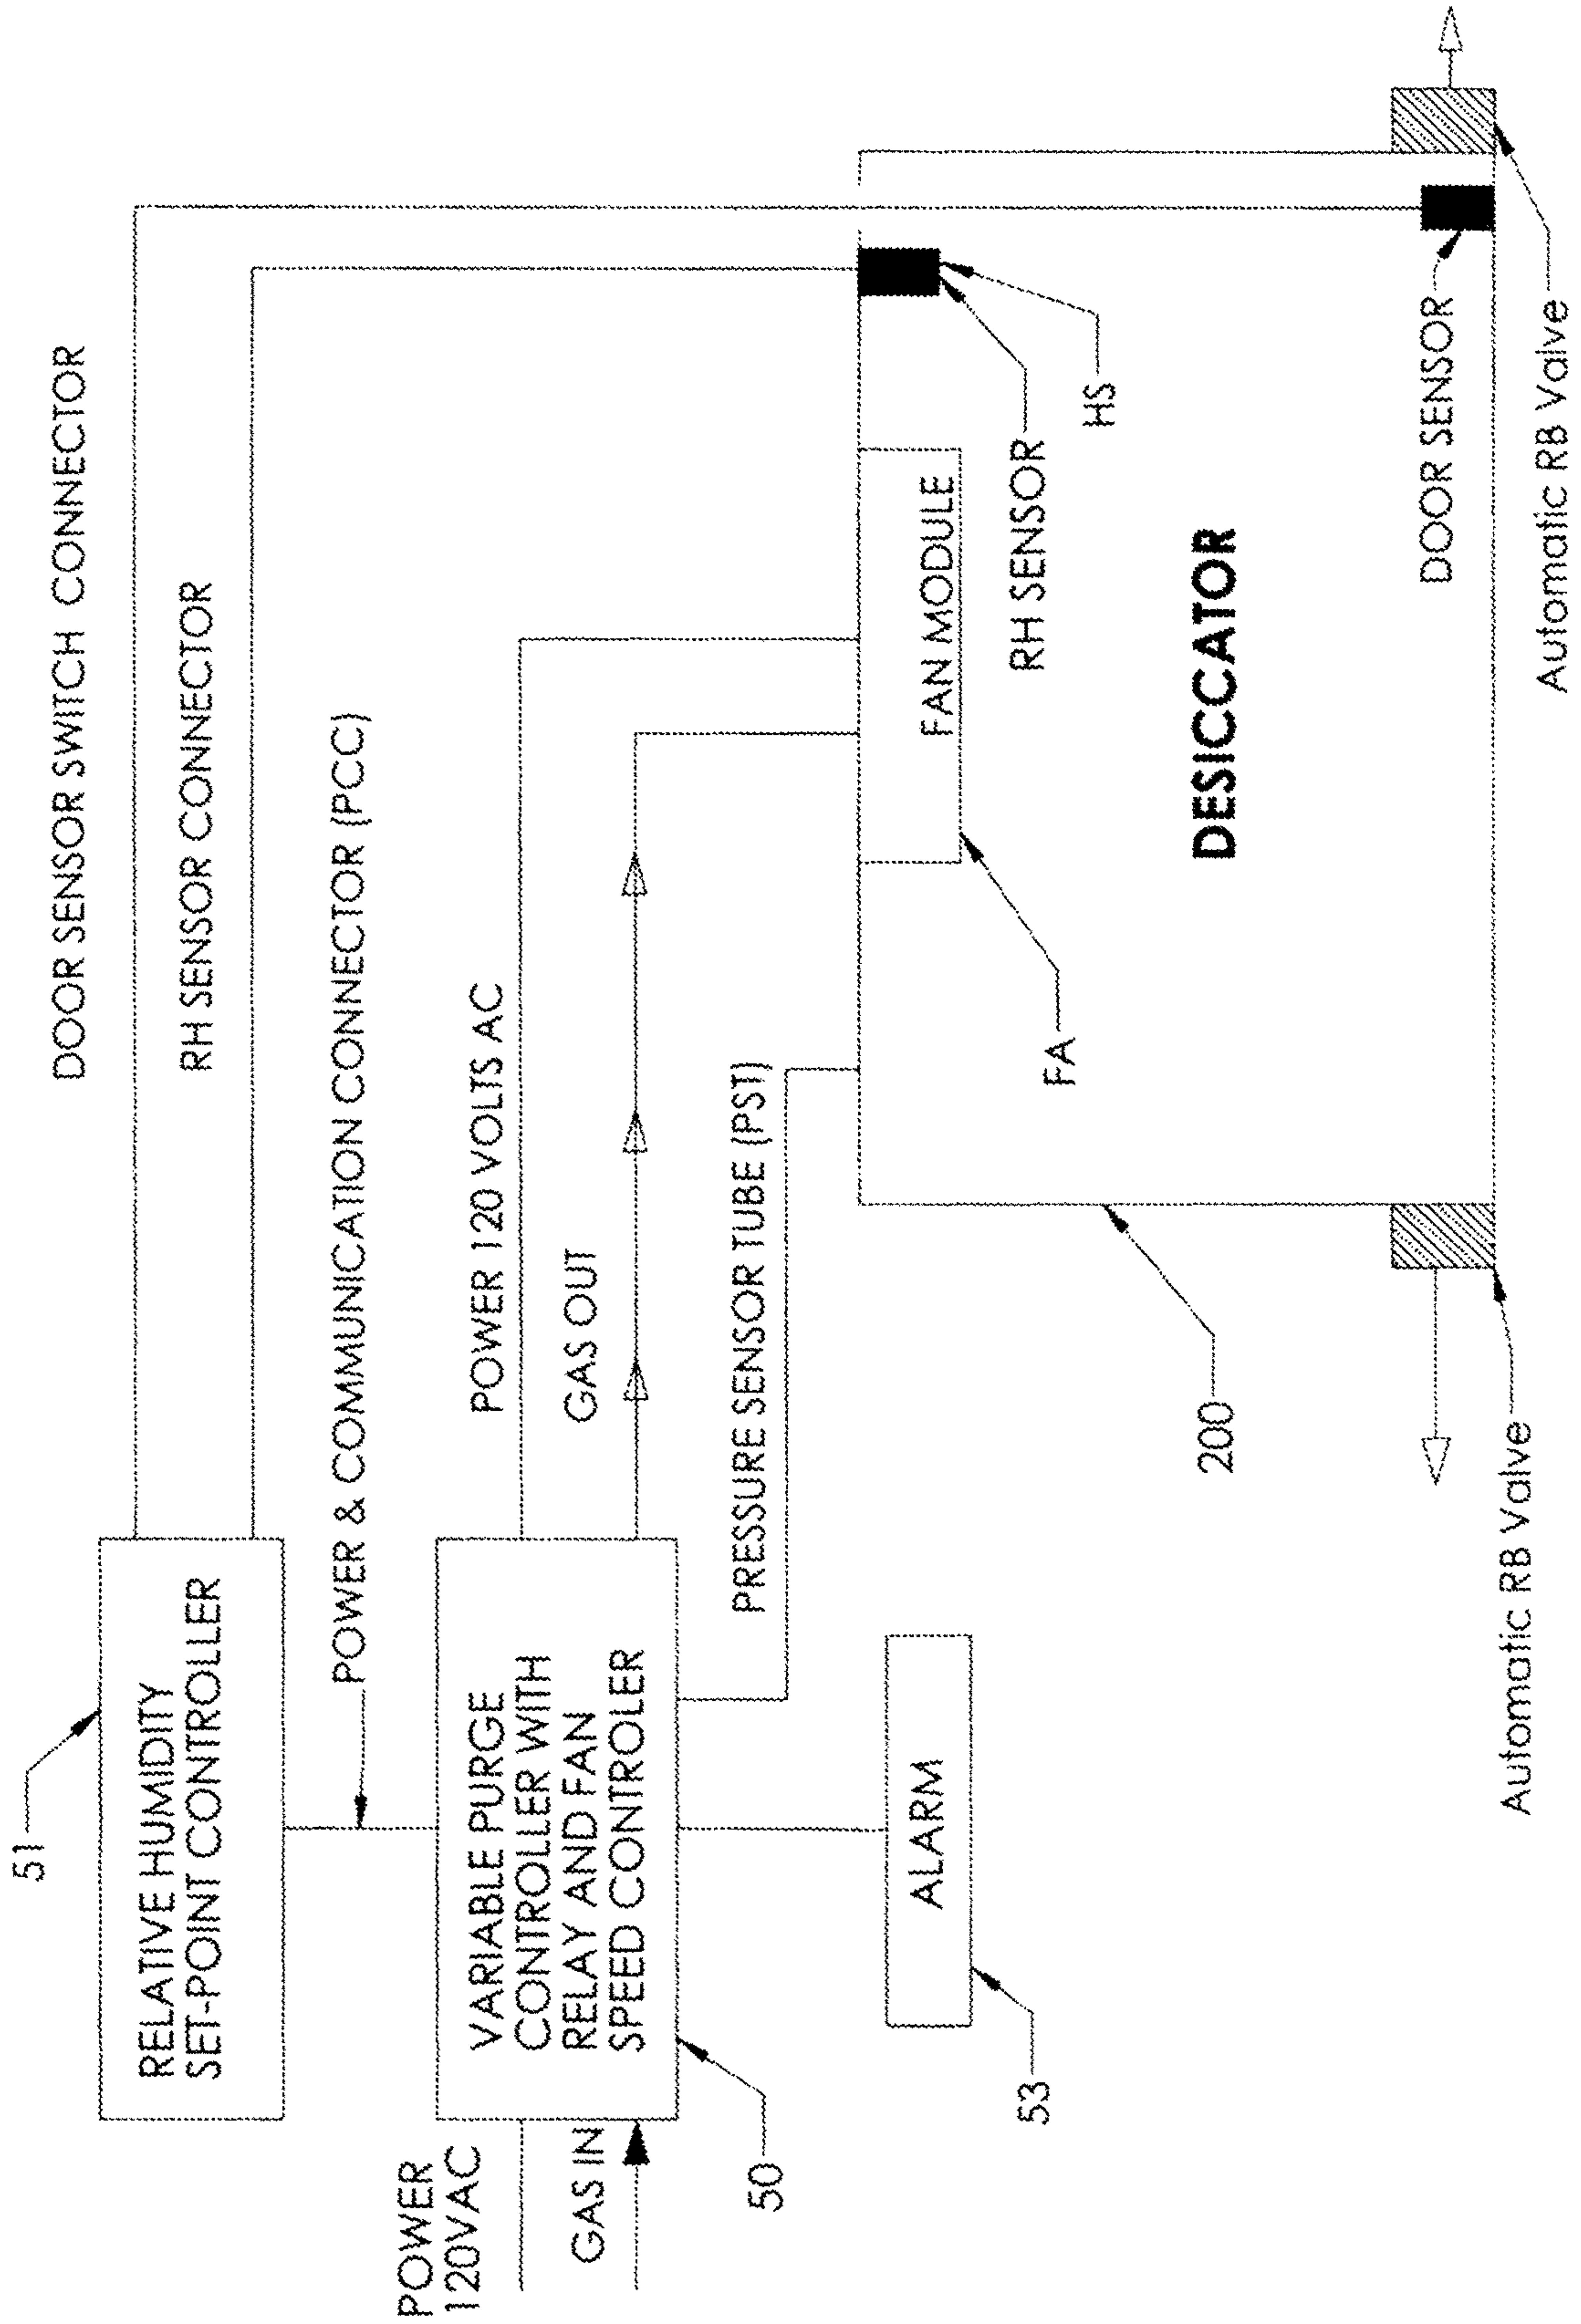 51
RELATIVE HUMIDITY
SET-POINT CONTROLLER
DOOR SENSOR SWITCH CONNECTOR
RH SENSOR CONNECTOR
POWER & COMMUNICATION CONNECTOR (PCC)
POWER
120VAC
GAS IN
VARIABLE PURGE
CONTROLLER WITH
RELAY AND FAN
SPEED CONTROLER
50
POWER 120 VOLTS AC
GAS OUT
PRESSURE SENSOR TUBE (PST)
ALARM
53
FAN MODULE
FA
RH SENSOR
HS
DESICCATOR
200
DOOR SENSOR
Automatic RB Valve
Automatic RB Valve